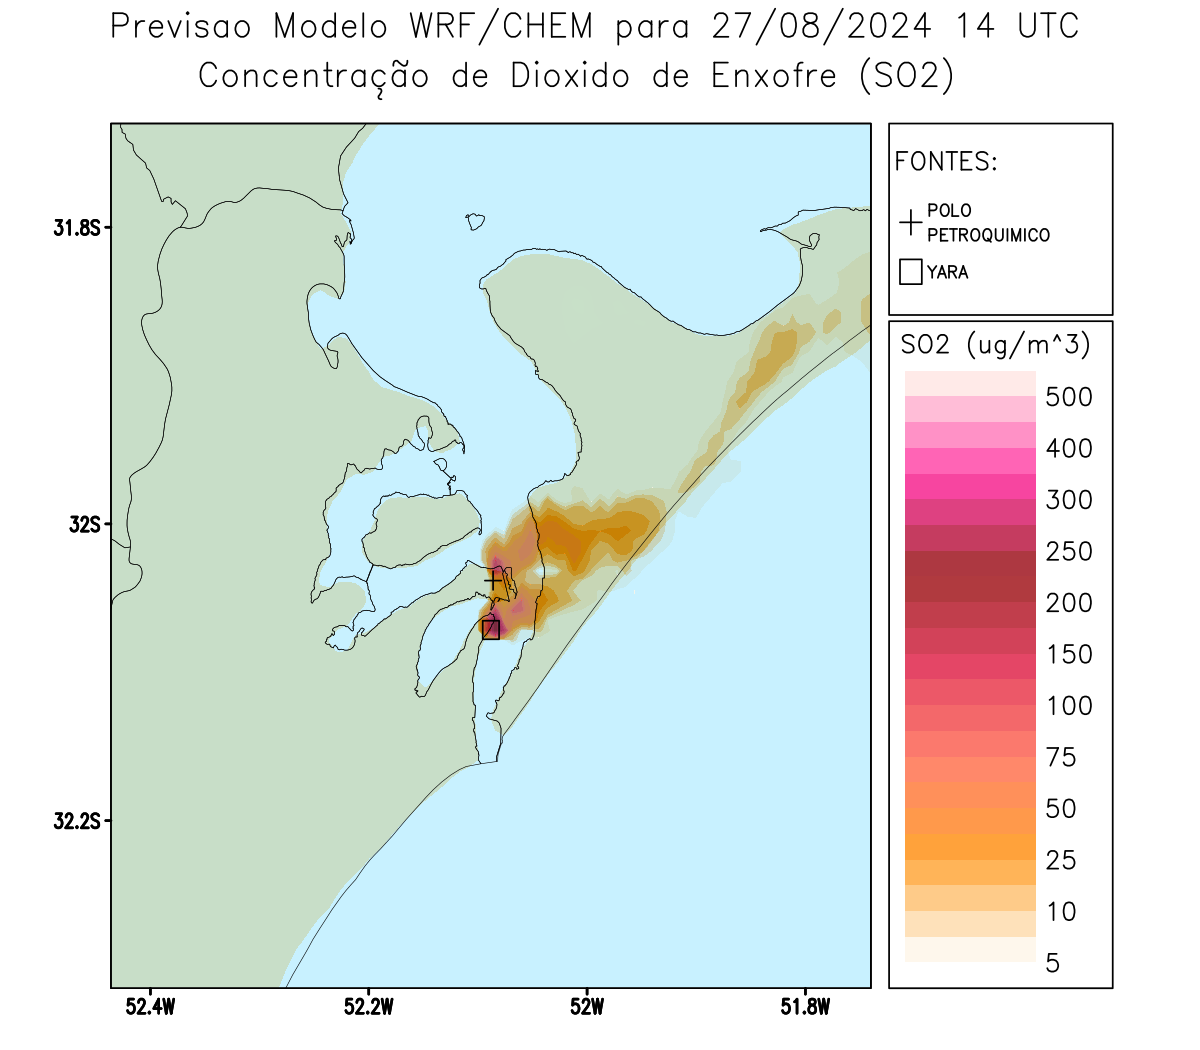 Previsao Modelo WRF/CHEM para 27/08/2024 14 UTC
Concentração de Dioxido de Enxofre (SO2)
FONTES:
POLO
PETROQUIMICO
YARA
31.8S
32S
32.2S
52.4W
52.2W
52W
51.8W
SO2 (ug/m^3)
500
400
300
250
200
150
100
75
50
25
10
5